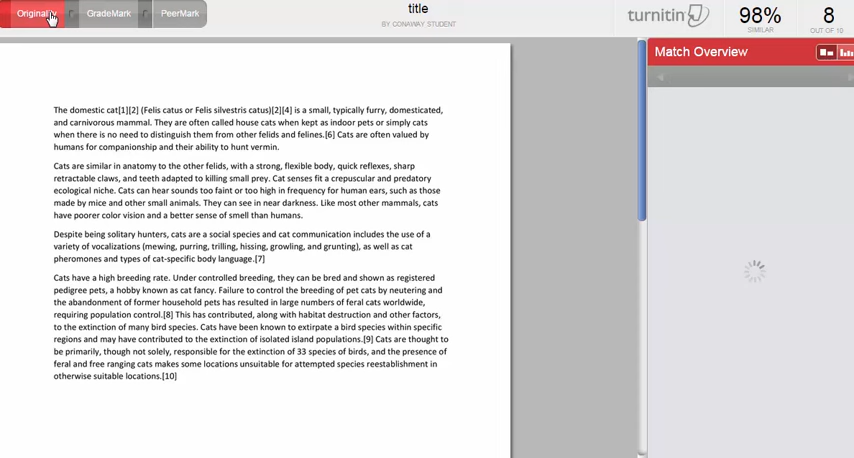 Originality GradeMark PeerMark
title
BY CONAWAY STUDENT
turnitin
98%
SIMILAR
8
OUT OF 10
Match Overview
The domestic cat[1][2] (Felis catus or Felis silvestris catus)[2][4] is a small, typically furry, domesticated,
and carnivorous mammal. They are often called house cats when kept as indoor pets or simply cats
when there is no need to distinguish them from other felids and felines.[6] Cats are often valued by
humans for companionship and their ability to hunt vermin.
Cats are similar in anatomy to the other felids, with a strong, flexible body, quick reflexes, sharp
retractable claws, and teeth adapted to killing small prey. Cat senses fit a crepuscular and predatory
ecological niche. Cats can hear sounds too faint or too high in frequency for human ears, such as those
made by mice and other small animals. They can see in near darkness. Like most other mammals, cats
have poorer color vision and a better sense of smell than humans.
Despite being solitary hunters, cats are a social species and cat communication includes the use of a
variety of vocalizations (mewing, purring, trilling, hissing, growling, and grunting), as well as cat
pheromones and types of cat-specific body language.[7]
Cats have a high breeding rate. Under controlled breeding, they can be bred and shown as registered
pedigree pets, a hobby known as cat fancy. Failure to control the breeding of pet cats by neutering and
the abandonment of former household pets has resulted in large numbers of feral cats worldwide,
requiring population control.[8] This has contributed, along with habitat destruction and other factors,
to the extinction of many bird species. Cats have been known to extirpate a bird species within specific
regions and may have contributed to the extinction of isolated island populations.[9] Cats are thought to
be primarily, though not solely, responsible for the extinction of 33 species of birds, and the presence of
feral and free ranging cats makes some locations unsuitable for attempted species reestablishment in
otherwise suitable locations.[10]